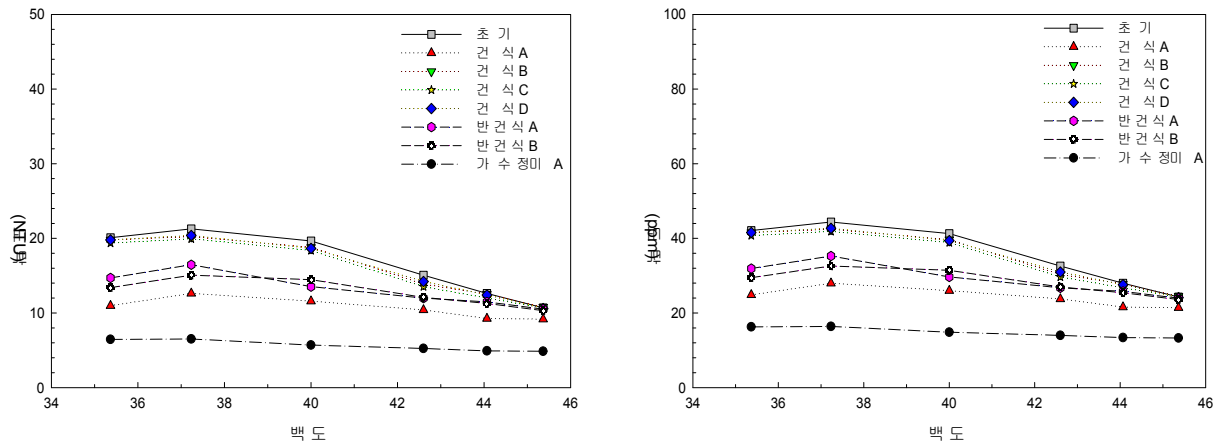 50
40
30
20
10
0
(NTU)
34 36 38 40 42 44 46
백 도
초 기
건 식 A
건 식 B
건 식 C
건 식 D
반 건 식 A
반 건 식 B
가 수 정미 A
100
80
60
40
20
0
(ppm)
34 36 38 40 42 44 46
백 도
초 기
건 식 A
건 식 B
건 식 C
건 식 D
반 건 식 A
반 건 식 B
가 수 정미 A